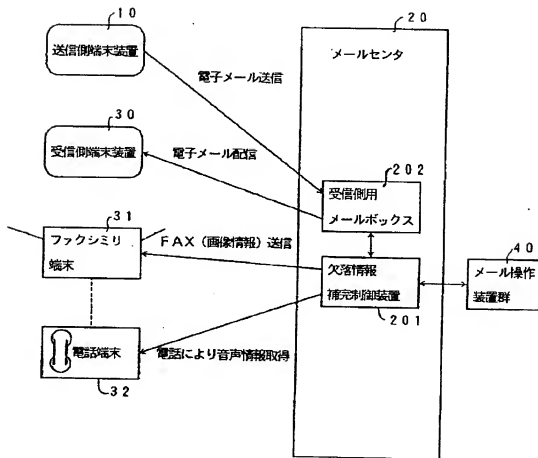 10
送信側端末装置
20
メールセンタ
電子メール送信
30
受信側端末装置
電子メール配信
202
受信側用
メールボックス
31
ファクシミリ
端末
FAX(画像情報)送信
欠落情報
補完制御装置
201
40
メール操作
装置群
電話端末
32
電話により音声情報取得